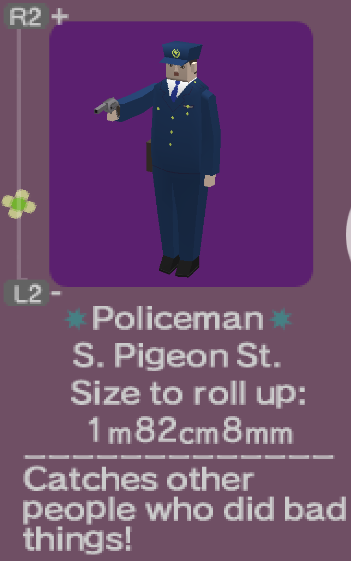 R2 +
L2 -
Policeman
S. Pigeon St.
Size to roll up:
1m82cm8mm
Catches other
people who did bad
things!